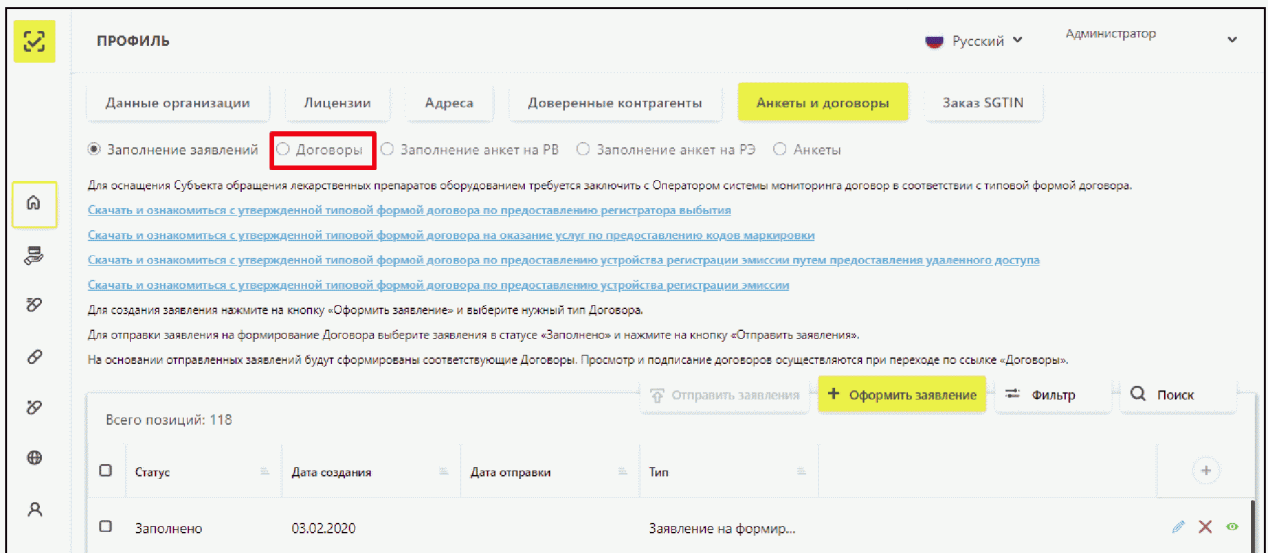 ПРОФИЛЬ
Русский
Администратор
Данные организации
Лицензии
Адреса
Доверенные контрагенты
Анкеты и договоры
Заказ SGTIN
Заполнение заявлений
Договоры
Заполнение анкет на РВ
Заполнение анкет на РЭ
Анкеты
Для оснащения Субъекта обращения лекарственных препаратов оборудованием требуется заключить с Оператором системы мониторинга договор в соответствии с типовой формой договора.
Скачать и ознакомиться с утвержденной типовой формой договора по предоставлению регистратора выбытия
Скачать и ознакомиться с утвержденной типовой формой договора на оказание услуг по предоставлению кодов маркировки
Скачать и ознакомиться с утвержденной типовой формой договора по предоставлению устройства регистрации эмиссии путем предоставления удаленного доступа
Скачать и ознакомиться с утвержденной типовой формой договора по предоставлению устройства регистрации эмиссии
Для создания заявления нажмите на кнопку «Оформить заявление» и выберите нужный тип Договора.
Для отправки заявления на формирование Договора выберите заявления в статусе «Заполнено» и нажмите на кнопку «Отправить заявления».
На основании отправленных заявлений будут сформированы соответствующие Договоры. Просмотр и подписание договоров осуществляются при переходе по ссылке «Договоры».
Отправить заявления
+ Оформить заявление
Фильтр
Поиск
Всего позиций: 118
Статус
Дата создания
Дата отправки
Тип
Заполнено
03.02.2020
Заявление на формир...